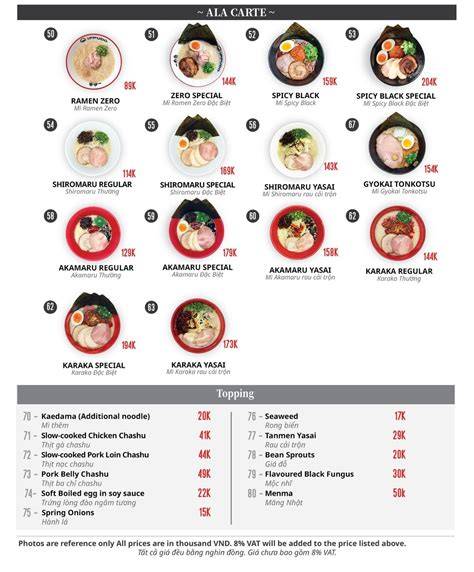 ~ ALA CARTE ~
50
51
52
53
89K
144K
159K
204K
RAMEN ZERO
Mì Ramen Zero
ZERO SPECIAL
Mì Ramen Zero Đặc Biệt
SPICY BLACK
Mì Spicy Black
SPICY BLACK SPECIAL
Mì Spicy Black Đặc Biệt
54
55
56
67
114K
169K
143K
154K
SHIROMARU REGULAR
Shiromaru Thường
SHIROMARU SPECIAL
Shiromaru Đặc Biệt
SHIROMARU YASAI
Mì Shiromaru rau cải trộn
GYOKAI TONKOTSU
Mì Gyokai Tonkotsu
58
59
60
62
129K
179K
158K
144K
AKAMARU REGULAR
Akamaru Thường
AKAMARU SPECIAL
Akamaru Đặc Biệt
AKAMARU YASAI
Mì Akamaru rau cải trộn
KARAKA REGULAR
Karaka Thường
62
63
194K
173K
KARAKA SPECIAL
Karaka Đặc Biệt
KARAKA YASAI
Mì Karaka rau cải trộn
Topping
70 – Kaedama (Additional noodle) 20K
Mì thêm
71 – Slow-cooked Chicken Chashu 41K
Thịt gà chashu
72 – Slow-cooked Pork Loin Chashu 44K
Thịt nạc chashu
73 – Pork Belly Chashu 49K
Thịt ba chỉ chashu
74– Soft Boiled egg in soy sauce 22K
Trứng lòng đào ngâm tương
75 – Spring Onions 15K
Hành lá
76 – Seaweed 17K
Rong biển
77 – Tanmen Yasai 29K
Rau cải trộn
78 – Bean Sprouts 20K
Giá đỗ
79 – Flavoured Black Fungus 30K
Mộc nhĩ
80 – Menma 50k
Măng Nhật
Photos are reference only All prices are in thousand VND. 8% VAT will be added to the price listed above.
Tất cả giá đều bằng nghìn đồng. Giá chưa bao gồm 8% VAT.